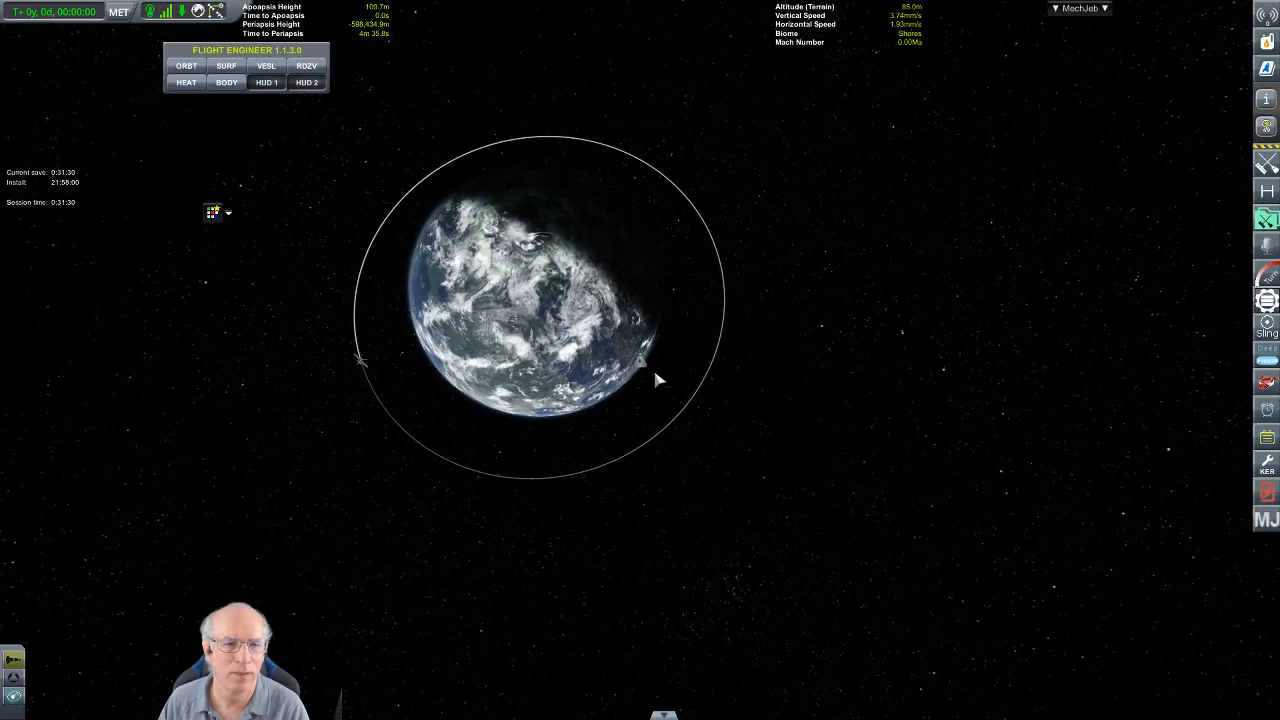 T+ 0y, 0d, 00:00:00
MET
Apoapsis Height 109.7m
Time to Apoapsis 0.0s
Periapsis Height -598,434.9m
Time to Periapsis 4m 35.8s
Altitude (Terrain) 85.0m
Vertical Speed 3.74mm/s
Horizontal Speed 1.93mm/s
Biome Shores
Mach Number 0.00Ma
▼ MechJeb ▼
FLIGHT ENGINEER 1.1.3.0
ORBT SURF VESL RDZV
HEAT BODY HUD 1 HUD 2
Current save: 0:31:30
Install: 21:58:00
Session time: 0:31:30
0
A
i
H
Turn
Sling
Deep
Freeze
KER
MJ